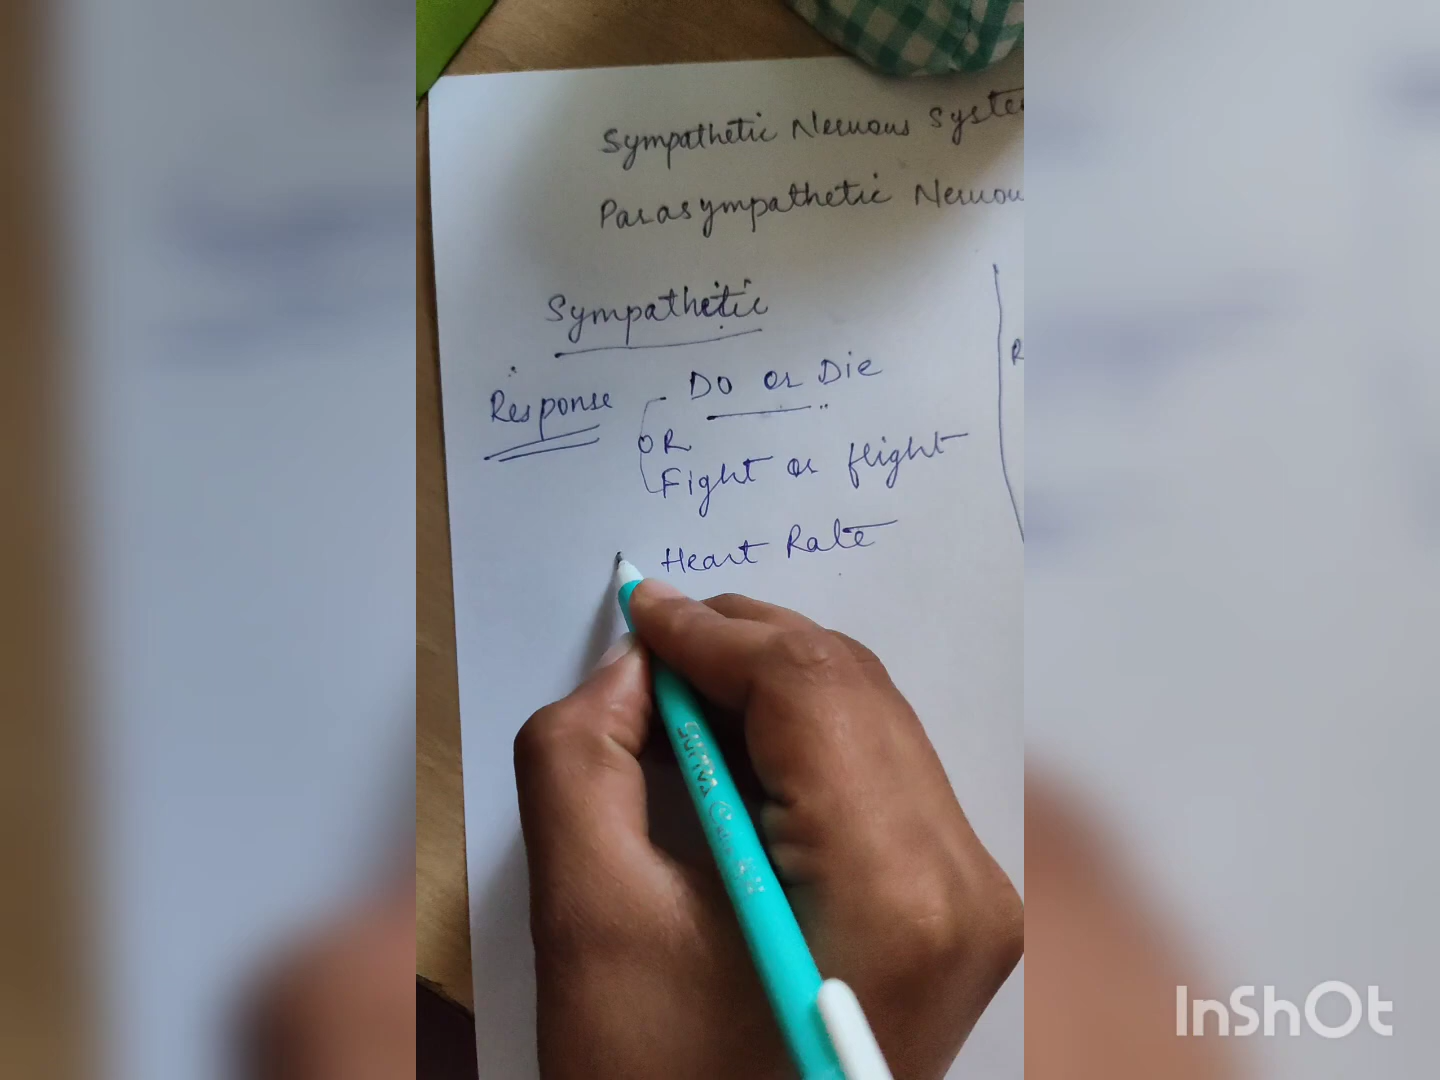 Sympathetic Nervous Syste
Parasympathetic Nervou
Sympathetic
Response
Do or Die
OR
Fight or flight
Heart Rate
R
InShOt